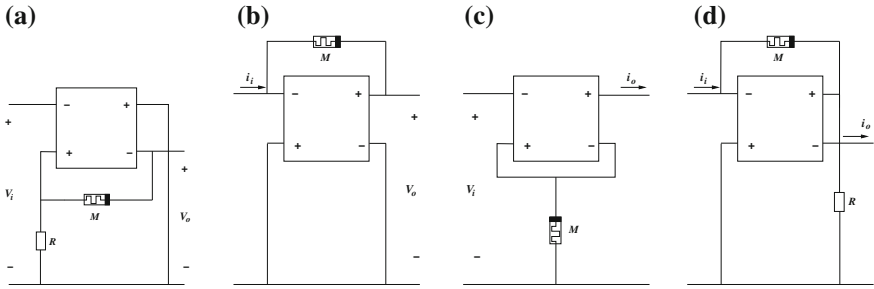 (a)
− +
+ −
+
V_i
−
M
R
+
V_o
−
(b)
M
i_i
− +
+ −
+
V_o
−
(c)
i_o
− +
+ −
+
V_i
−
M
(d)
M
i_i
− +
+ −
i_o
R